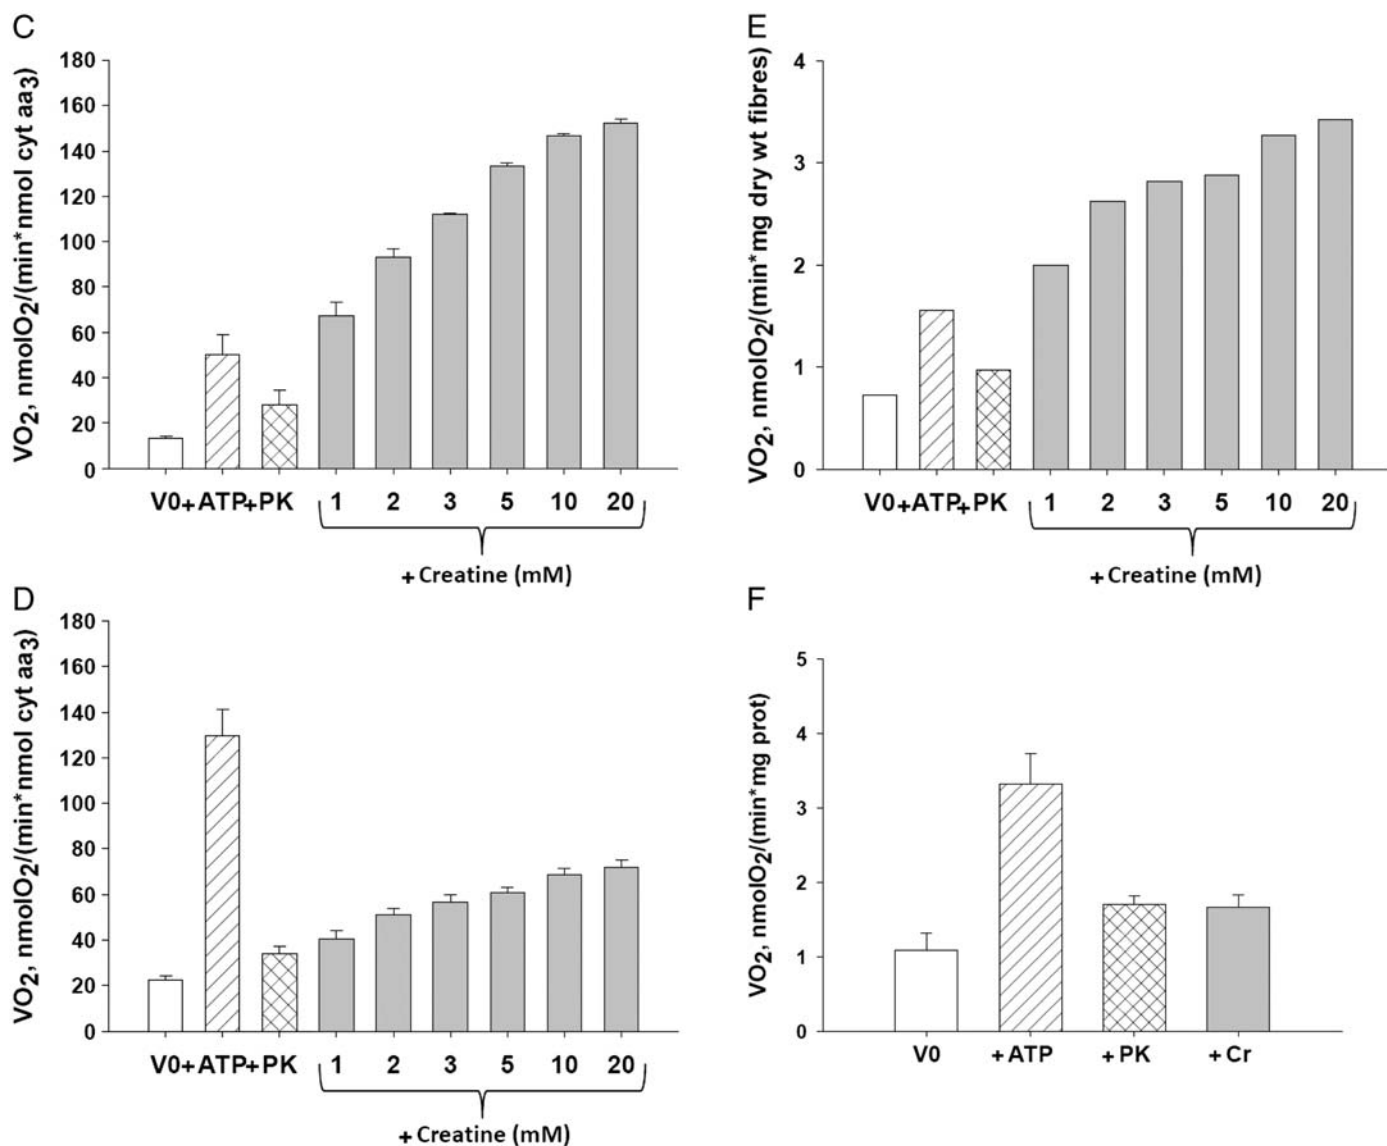 C
VO2, nmolO2/(min*nmol cyt aa3)
180
160
140
120
100
80
60
40
20
0
V0+ATP+PK 1 2 3 5 10 20
+ Creatine (mM)
E
VO2, nmolO2/(min*mg dry wt fibres)
4
3
2
1
0
V0+ATP+PK 1 2 3 5 10 20
+ Creatine (mM)
D
VO2, nmolO2/(min*nmol cyt aa3)
180
160
140
120
100
80
60
40
20
0
V0+ATP+PK 1 2 3 5 10 20
+ Creatine (mM)
F
VO2, nmolO2/(min*mg prot)
5
4
3
2
1
0
V0 +ATP +PK +Cr